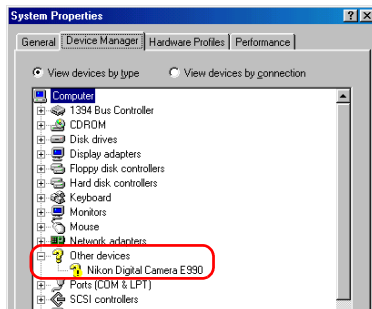 System Properties
General Device Manager Hardware Profiles Performance
View devices by type View devices by connection
Computer
1394 Bus Controller
CDROM
Disk drives
Display adapters
Floppy disk controllers
Hard disk controllers
Keyboard
Monitors
Mouse
Network adapters
Other devices
Nikon Digital Camera E990
Ports (COM & LPT)
SCSI controllers